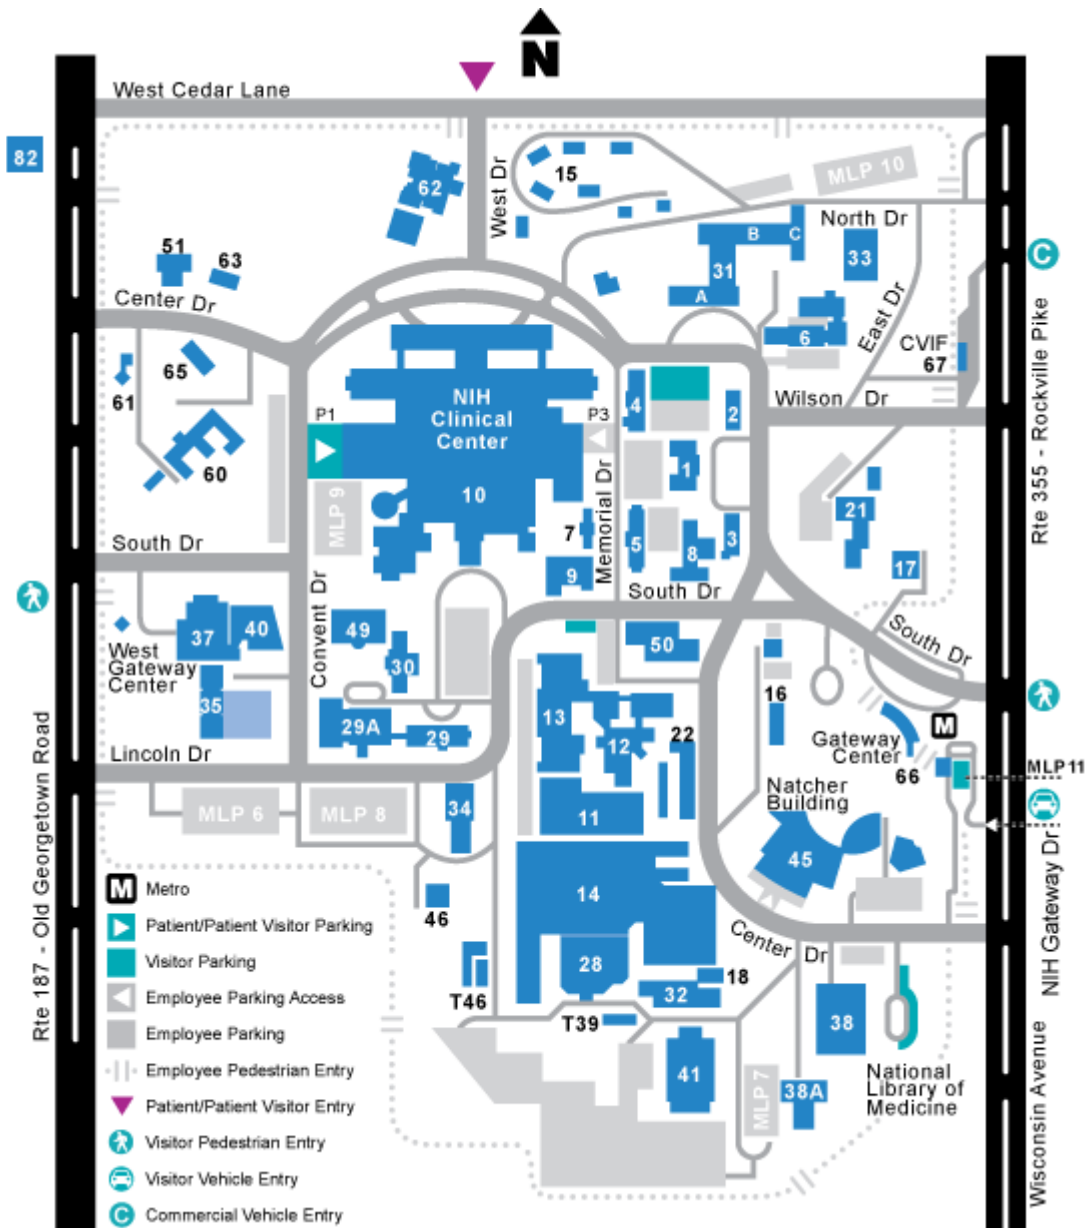 N
West Cedar Lane
82
62
West Dr
15
MLP 10
North Dr
B
C
31
A
33
51
63
Center Dr
65
61
60
6
East Dr
CVIF
67
Wilson Dr
Rte 355 - Rockville Pike
C
NIH
Clinical
Center
10
P1
P3
MLP 9
4
2
1
Memorial Dr
7
9
5
8
3
21
17
South Dr
South Dr
South Dr
37
40
West
Gateway
Center
35
Convent Dr
49
30
29A
29
50
16
13
12
22
11
M
Gateway
Center
66
MLP 11
Natcher
Building
45
Lincoln Dr
MLP 6
MLP 8
34
46
14
28
T46
T39
18
32
Center Dr
38
41
MLP 7
38A
National
Library of
Medicine
NIH Gateway Dr
Wisconsin Avenue
Rte 187 - Old Georgetown Road
M Metro
Patient/Patient Visitor Parking
Visitor Parking
Employee Parking Access
Employee Parking
Employee Pedestrian Entry
Patient/Patient Visitor Entry
Visitor Pedestrian Entry
Visitor Vehicle Entry
C Commercial Vehicle Entry